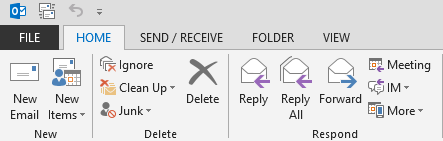 FILE HOME SEND / RECEIVE FOLDER VIEW
New Email
New Items
New
Ignore
Clean Up
Junk
Delete
Delete
Reply
Reply All
Forward
Meeting
IM
More
Respond